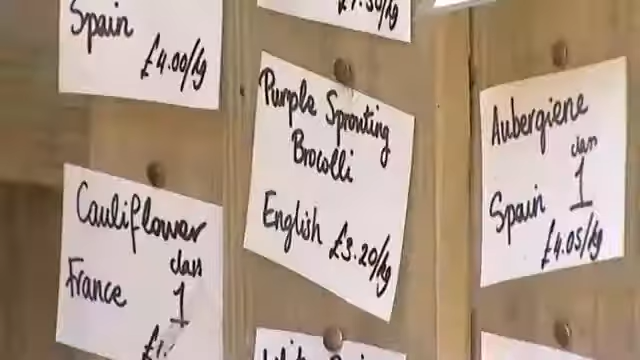 Spain
£4.00/kg
Purple Sprouting
Brocolli
English £3.20/kg
Aubergiene
class
1
Spain
£4.05/kg
Cauliflower
class
France 1